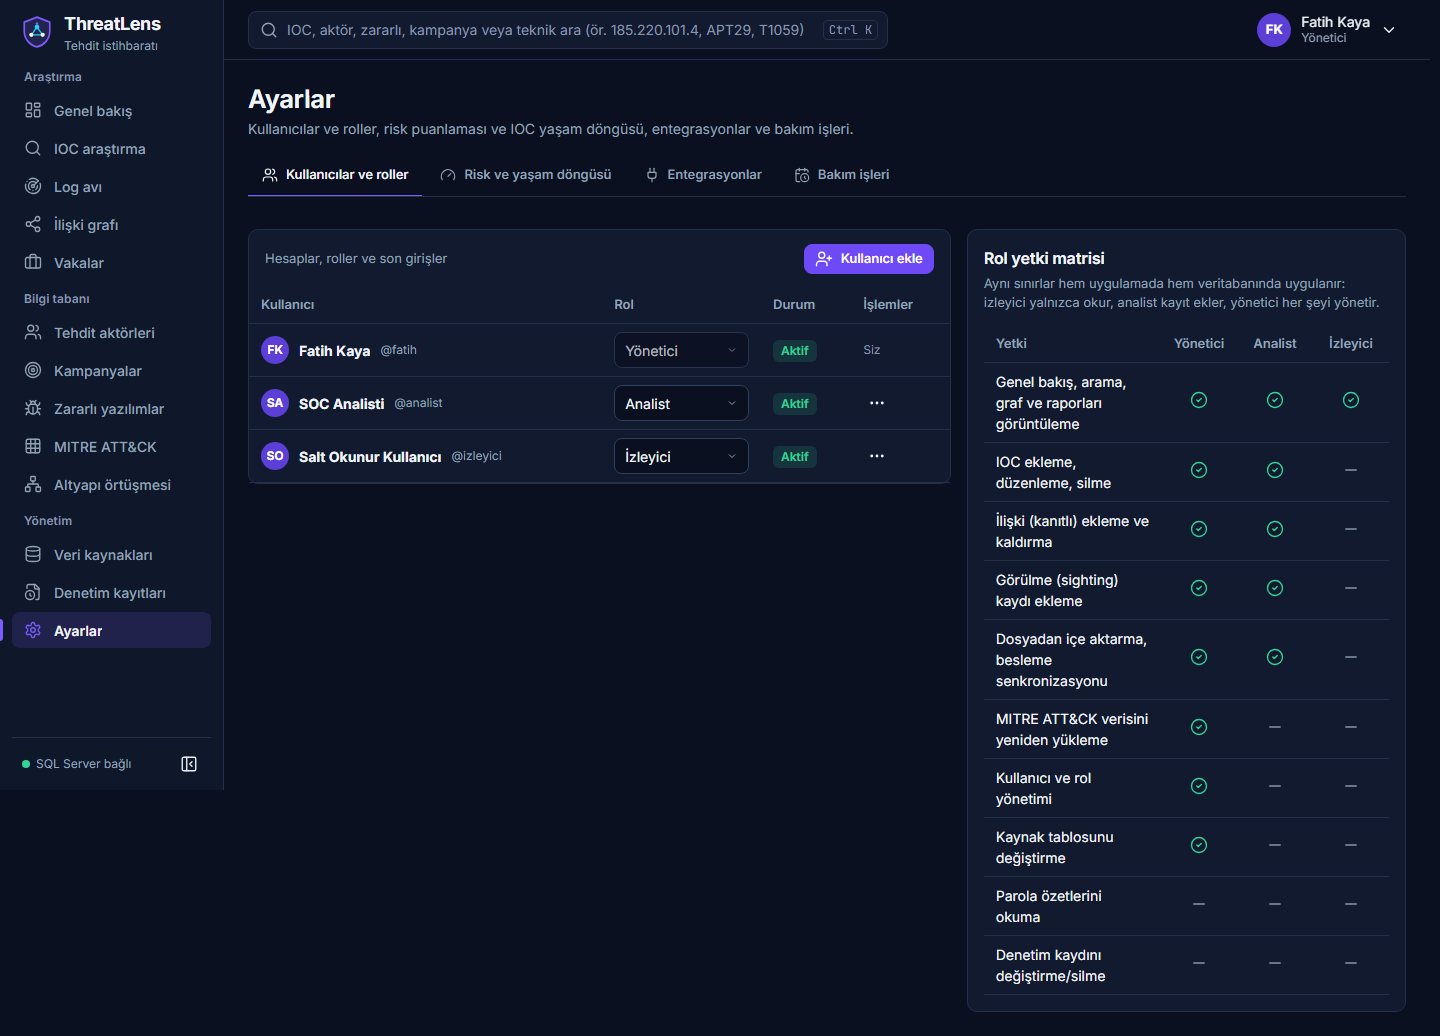 ThreatLens
Tehdit istihbaratı
Araştırma
Genel bakış
IOC araştırma
Log avı
İlişki grafı
Vakalar
Bilgi tabanı
Tehdit aktörleri
Kampanyalar
Zararlı yazılımlar
MITRE ATT&CK
Altyapı örtüşmesi
Yönetim
Veri kaynakları
Denetim kayıtları
Ayarlar
SQL Server bağlı
IOC, aktör, zararlı, kampanya veya teknik ara (ör. 185.220.101.4, APT29, T1059)
Ctrl K
FK
Fatih Kaya
Yönetici
Ayarlar
Kullanıcılar ve roller, risk puanlaması ve IOC yaşam döngüsü, entegrasyonlar ve bakım işleri.
Kullanıcılar ve roller
Risk ve yaşam döngüsü
Entegrasyonlar
Bakım işleri
Hesaplar, roller ve son girişler
Kullanıcı ekle
Kullanıcı Rol Durum İşlemler
FK Fatih Kaya @fatih Yönetici Aktif Siz
SA SOC Analisti @analist Analist Aktif
SO Salt Okunur Kullanıcı @izleyici İzleyici Aktif
Rol yetki matrisi
Aynı sınırlar hem uygulamada hem veritabanında uygulanır:
izleyici yalnızca okur, analist kayıt ekler, yönetici her şeyi yönetir.
Yetki Yönetici Analist İzleyici
Genel bakış, arama,
graf ve raporları
görüntüleme
IOC ekleme,
düzenleme, silme
İlişki (kanıtlı) ekleme ve
kaldırma
Görülme (sighting)
kaydı ekleme
Dosyadan içe aktarma,
besleme
senkronizasyonu
MITRE ATT&CK verisini
yeniden yükleme
Kullanıcı ve rol
yönetimi
Kaynak tablosunu
değiştirme
Parola özetlerini
okuma
Denetim kaydını
değiştirme/silme